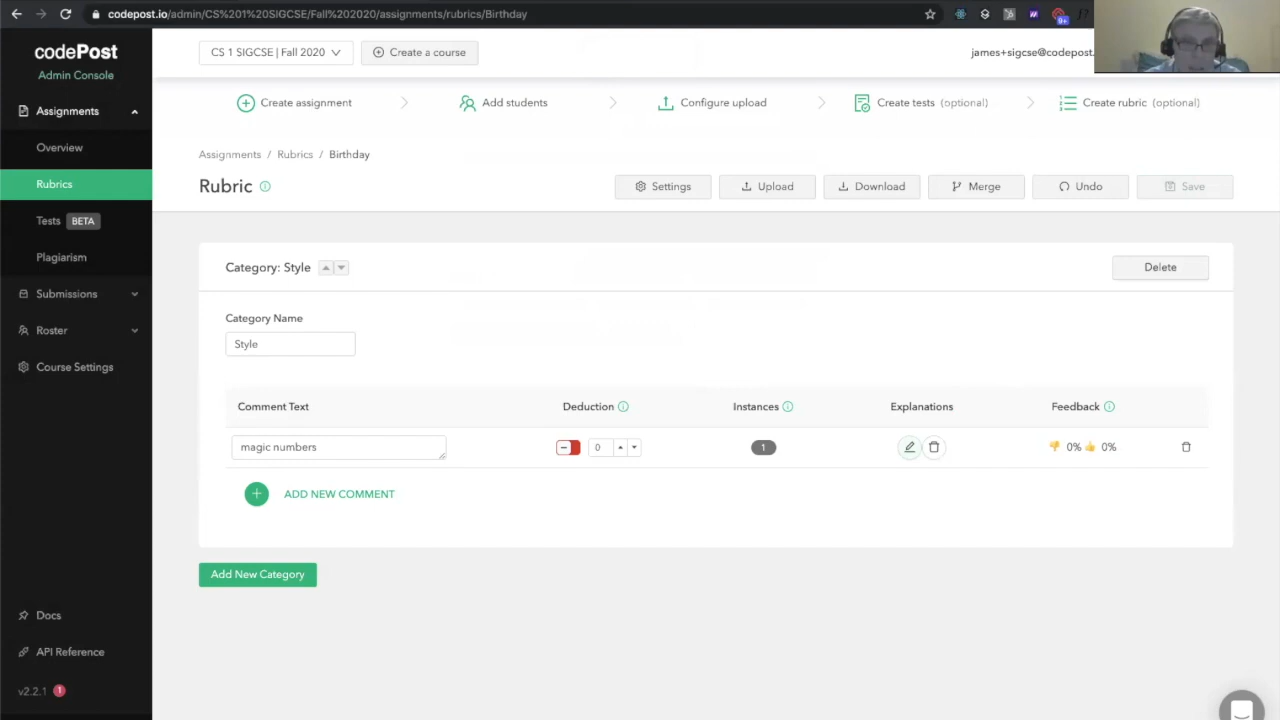 codepost.io/admin/CS%201%20SIGCSE/Fall%202020/assignments/rubrics/Birthday
9+
codePost
Admin Console
Assignments
Overview
Rubrics
Tests BETA
Plagiarism
Submissions
Roster
Course Settings
Docs
API Reference
v2.2.1 1
CS 1 SIGCSE | Fall 2020
Create a course
james+sigcse@codepost.
Create assignment
Add students
Configure upload
Create tests (optional)
Create rubric (optional)
Assignments / Rubrics / Birthday
Rubric
Settings
Upload
Download
Merge
Undo
Save
Category: Style
Delete
Category Name
Style
Comment Text
Deduction
Instances
Explanations
Feedback
magic numbers
0
1
0%
0%
ADD NEW COMMENT
Add New Category